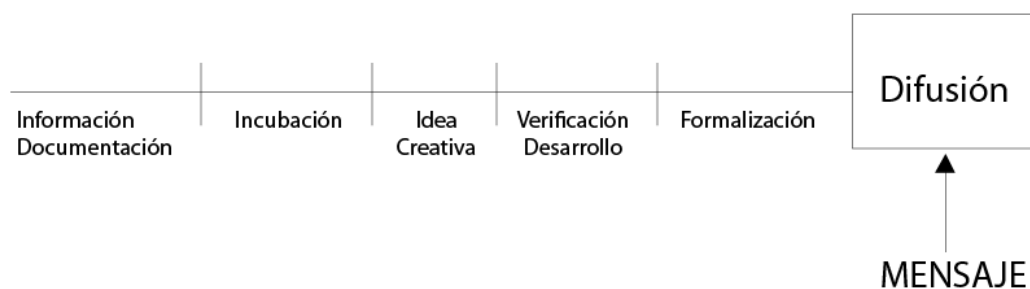 Información
Documentación
Incubación
Idea
Creativa
Verificación
Desarrollo
Formalización
Difusión
MENSAJE